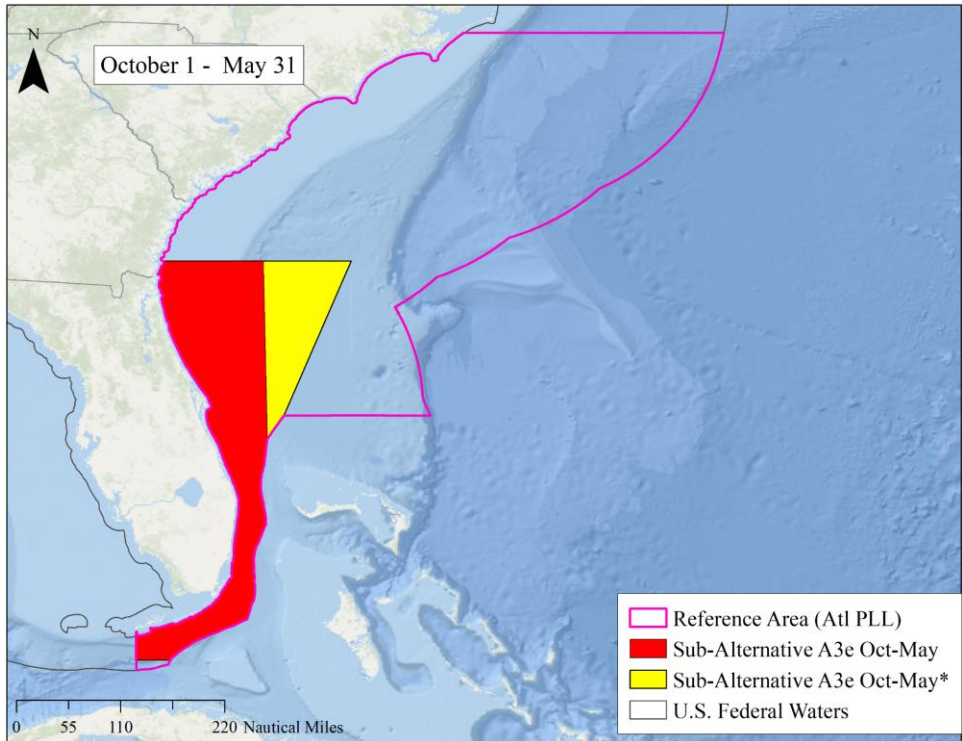 N
October 1 - May 31
Reference Area (Atl PLL)
Sub-Alternative A3e Oct-May
Sub-Alternative A3e Oct-May*
U.S. Federal Waters
0 55 110 220 Nautical Miles